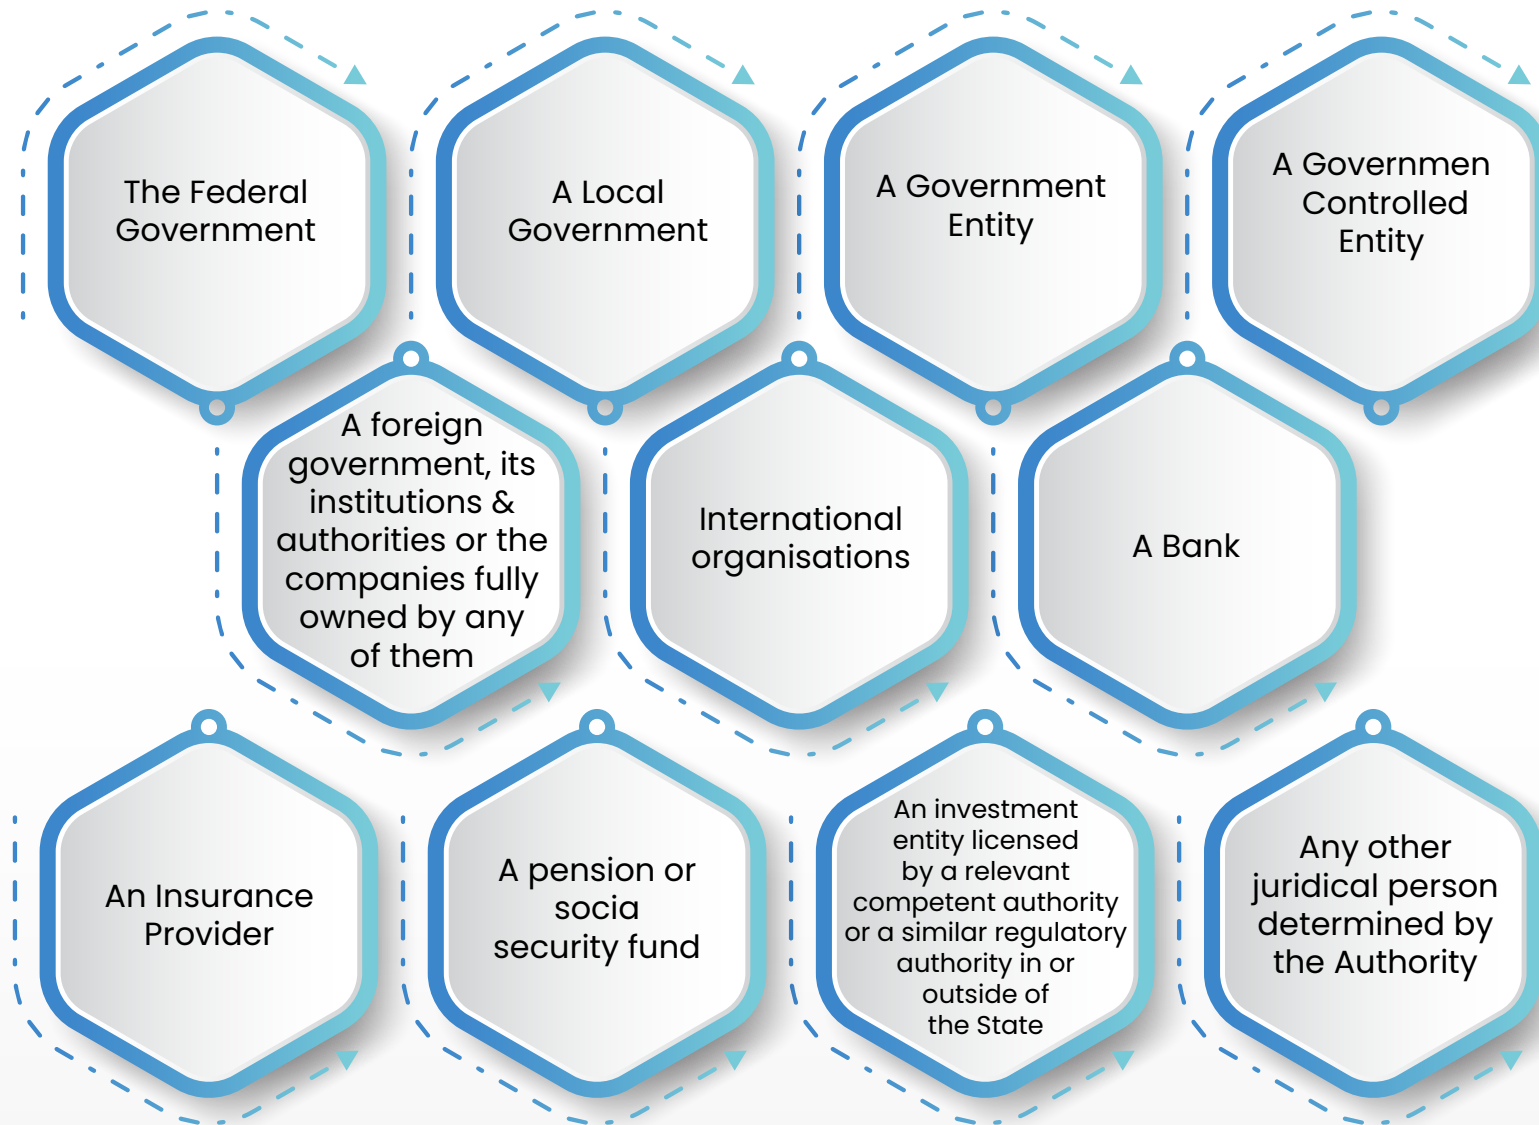 The Federal
Government
A Local
Government
A Government
Entity
A Governmen
Controlled
Entity
A foreign
government, its
institutions &
authorities or the
companies fully
owned by any
of them
International
organisations
A Bank
An Insurance
Provider
A pension or
socia
security fund
An investment
entity licensed
by a relevant
competent authority
or a similar regulatory
authority in or
outside of
the State
Any other
juridical person
determined by
the Authority